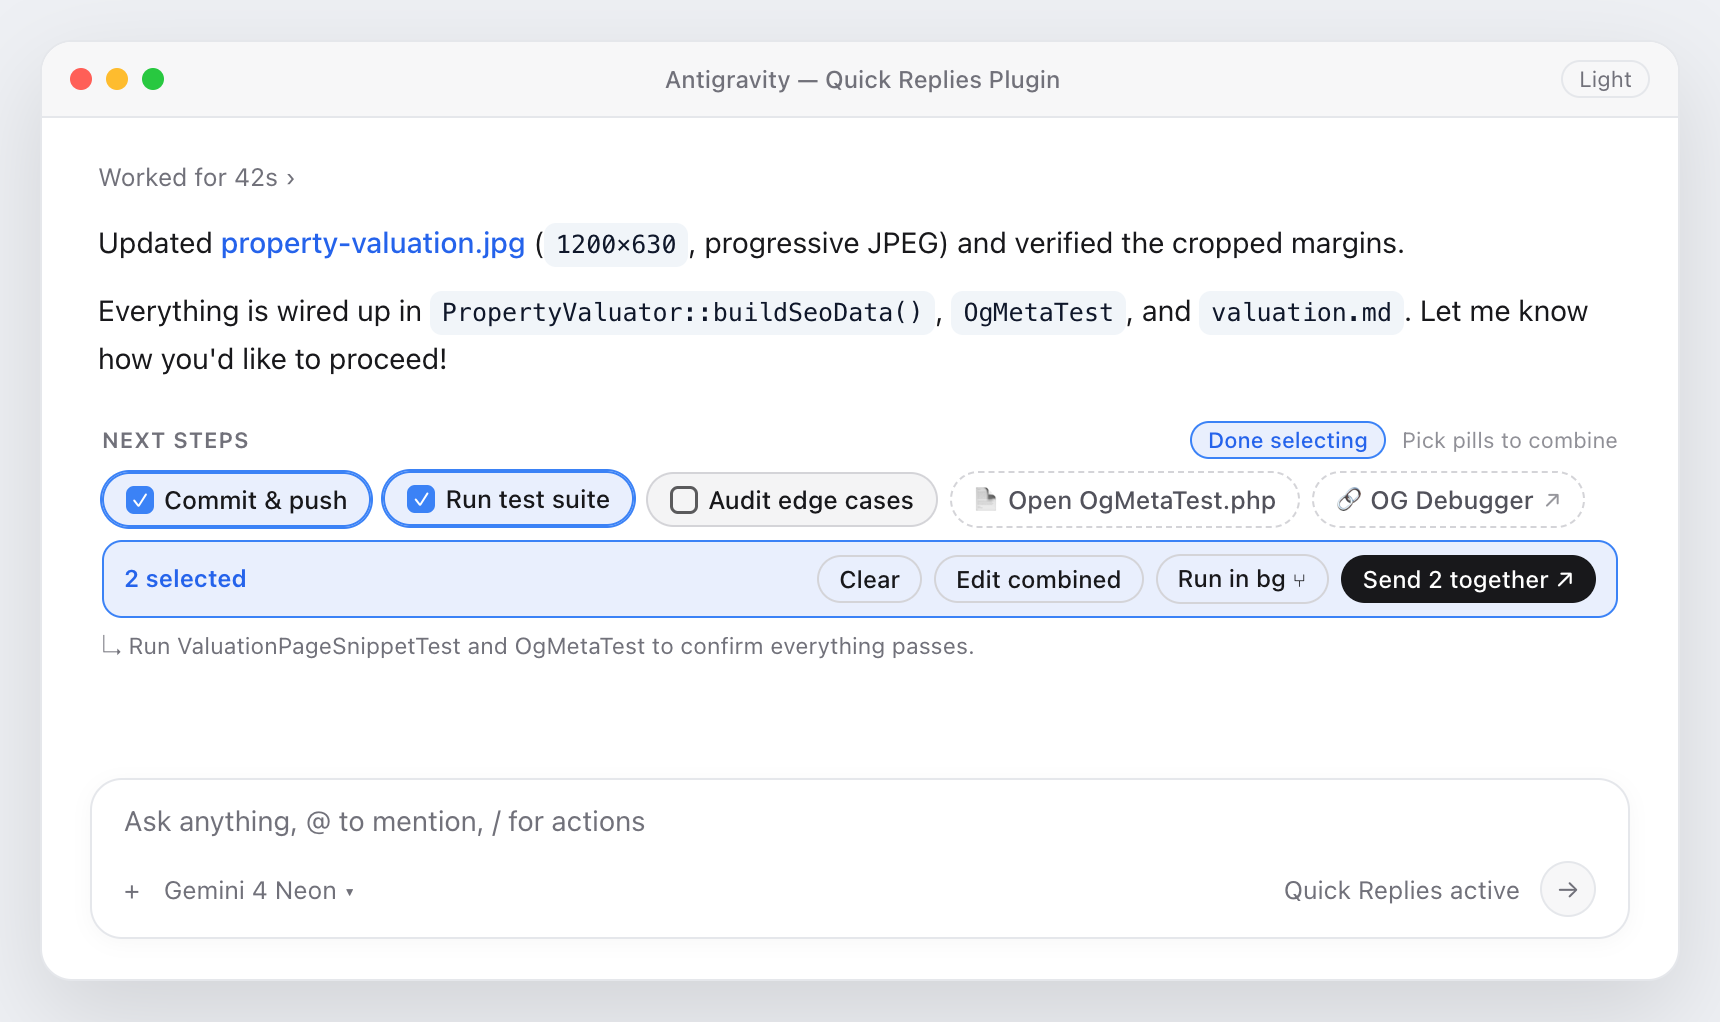 Antigravity — Quick Replies Plugin
Light
Worked for 42s ›
Updated property-valuation.jpg ( 1200×630 , progressive JPEG) and verified the cropped margins.
Everything is wired up in PropertyValuator::buildSeoData() , OgMetaTest , and valuation.md . Let me know
how you'd like to proceed!
NEXT STEPS
Done selecting
Pick pills to combine
Commit & push
Run test suite
Audit edge cases
Open OgMetaTest.php
OG Debugger ↗
2 selected
Clear
Edit combined
Run in bg ⑂
Send 2 together ↗
Run ValuationPageSnippetTest and OgMetaTest to confirm everything passes.
Ask anything, @ to mention, / for actions
+ Gemini 4 Neon ▾
Quick Replies active
→